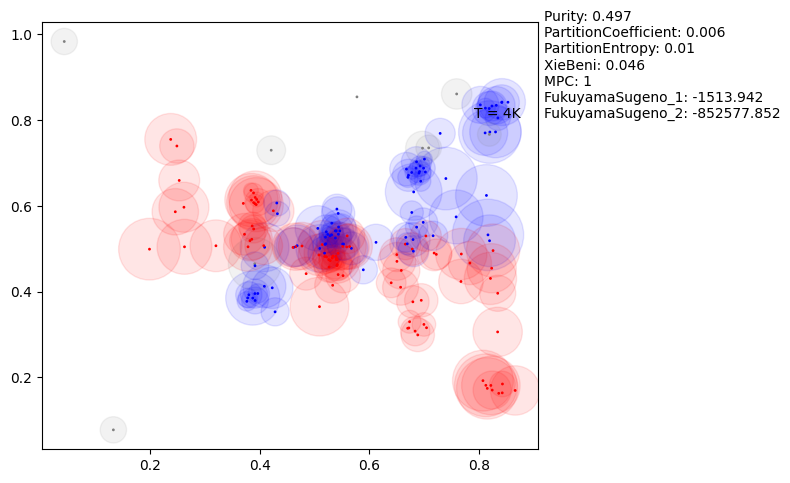 Purity: 0.497
PartitionCoefficient: 0.006
PartitionEntropy: 0.01
XieBeni: 0.046
MPC: 1
FukuyamaSugeno_1: -1513.942
FukuyamaSugeno_2: -852577.852
T = 4K
1.0
0.8
0.6
0.4
0.2
0.2 0.4 0.6 0.8